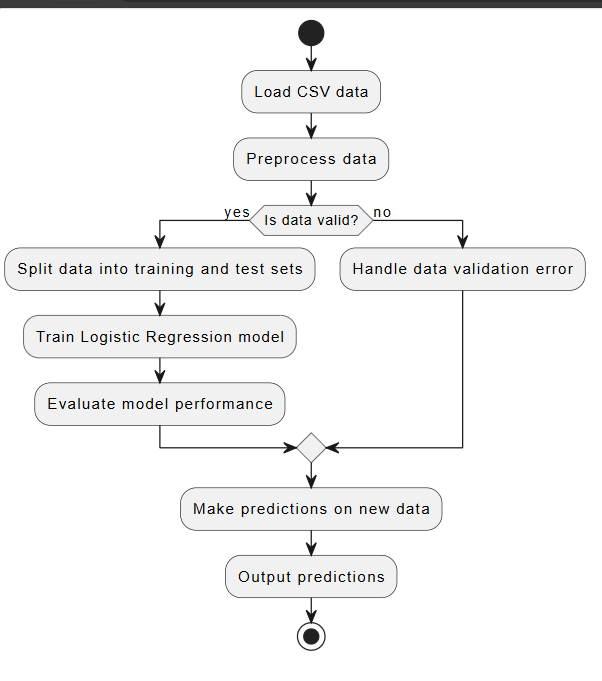 Load CSV data
Preprocess data
yes
Is data valid?
no
Split data into training and test sets
Handle data validation error
Train Logistic Regression model
Evaluate model performance
Make predictions on new data
Output predictions